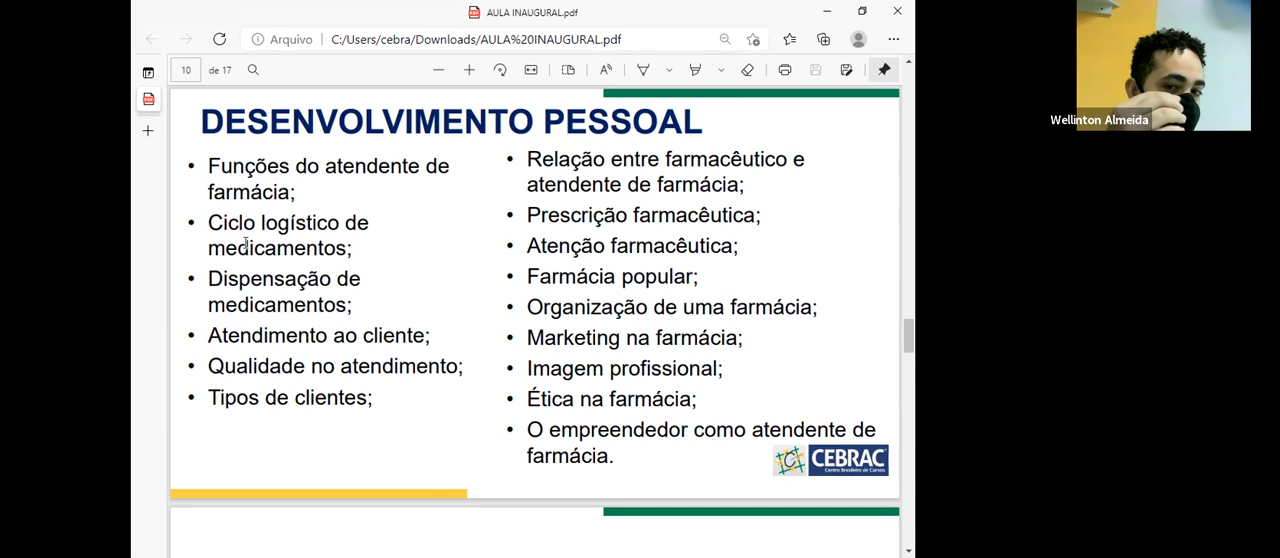 AULA INAUGURAL.pdf
Arquivo
C:/Users/cebra/Downloads/AULA%20INAUGURAL.pdf
10 de 17
DESENVOLVIMENTO PESSOAL
• Funções do atendente de
farmácia;
• Ciclo logístico de
medicamentos;
• Dispensação de
medicamentos;
• Atendimento ao cliente;
• Qualidade no atendimento;
• Tipos de clientes;
• Relação entre farmacêutico e
atendente de farmácia;
• Prescrição farmacêutica;
• Atenção farmacêutica;
• Farmácia popular;
• Organização de uma farmácia;
• Marketing na farmácia;
• Imagem profissional;
• Ética na farmácia;
• O empreendedor como atendente de
farmácia.
CEBRAC
Centro Brasileiro de Cursos
Wellinton Almeida